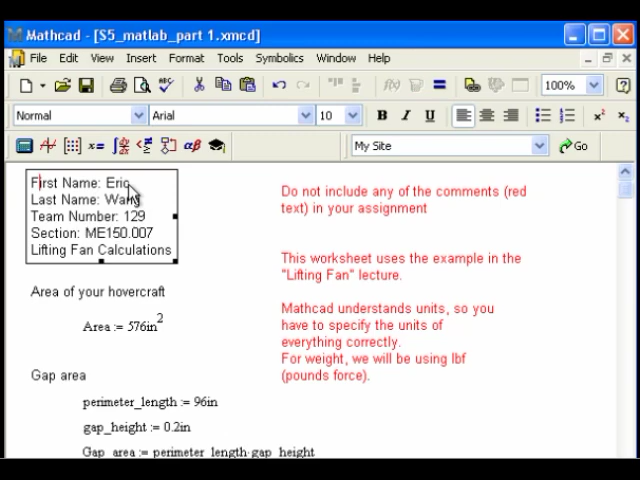 Mathcad - [S5_matlab_part 1.xmcd]
File Edit View Insert Format Tools Symbolics Window Help
100%
Normal Arial 10 B I U
My Site Go
First Name: Eric
Last Name: Wang
Team Number: 129
Section: ME150.007
Lifting Fan Calculations
Do not include any of the comments (red
text) in your assignment
This worksheet uses the example in the
"Lifting Fan" lecture.
Area of your hovercraft
Area := 576in²
Mathcad understands units, so you
have to specify the units of
everything correctly.
For weight, we will be using lbf
(pounds force).
Gap area
perimeter_length := 96in
gap_height := 0.2in
Gap_area := perimeter_length·gap_height